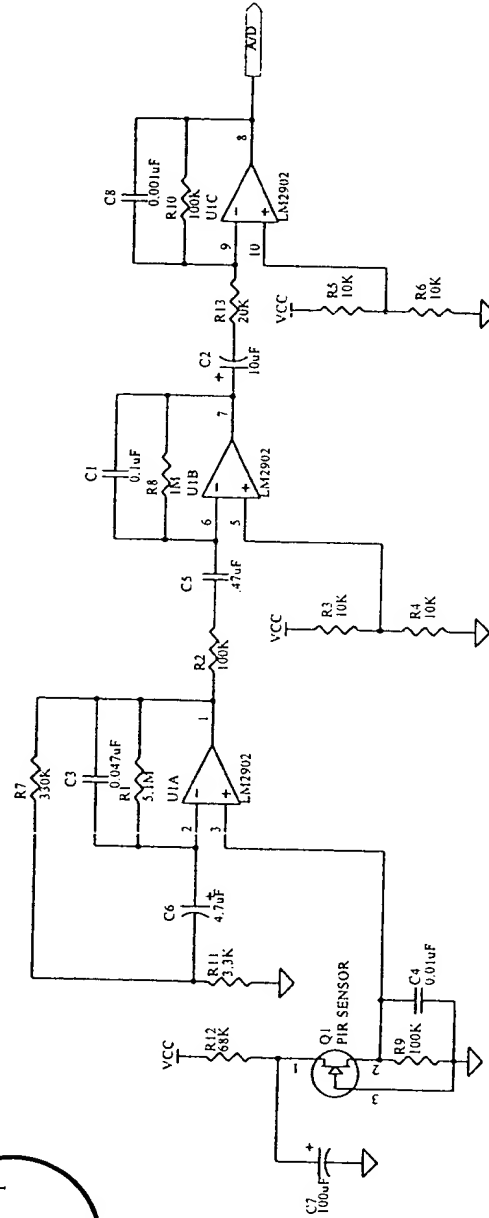 A/D
C8
0.001uF
R10
100K
U1C
8
9
10
LM2902
R13
20K
C2
+
10uF
VCC
R5
10K
R6
10K
C1
0.1uF
R8
1M
U1B
7
6
5
LM2902
C5
.47uF
R2
100K
VCC
R3
10K
R4
10K
R7
330K
C3
0.047uF
R1
5.1M
U1A
1
2
3
LM2902
C6
+
4.7uF
R11
3.3K
VCC
R12
68K
Q1
PIR SENSOR
1
2
3
C4
0.01uF
R9
100K
C7
+
100uF